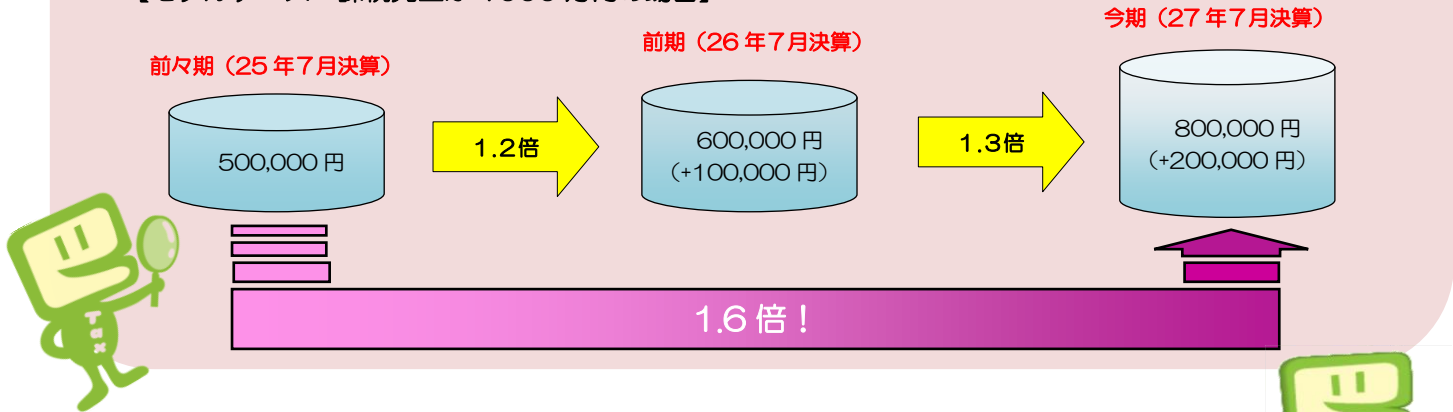 今期（27 年 7 月決算）
前期（26 年 7 月決算）
前々期（25 年 7 月決算）
500,000 円
1.2倍
600,000 円
（+100,000 円）
1.3倍
800,000 円
（+200,000 円）
1.6 倍！
Tax